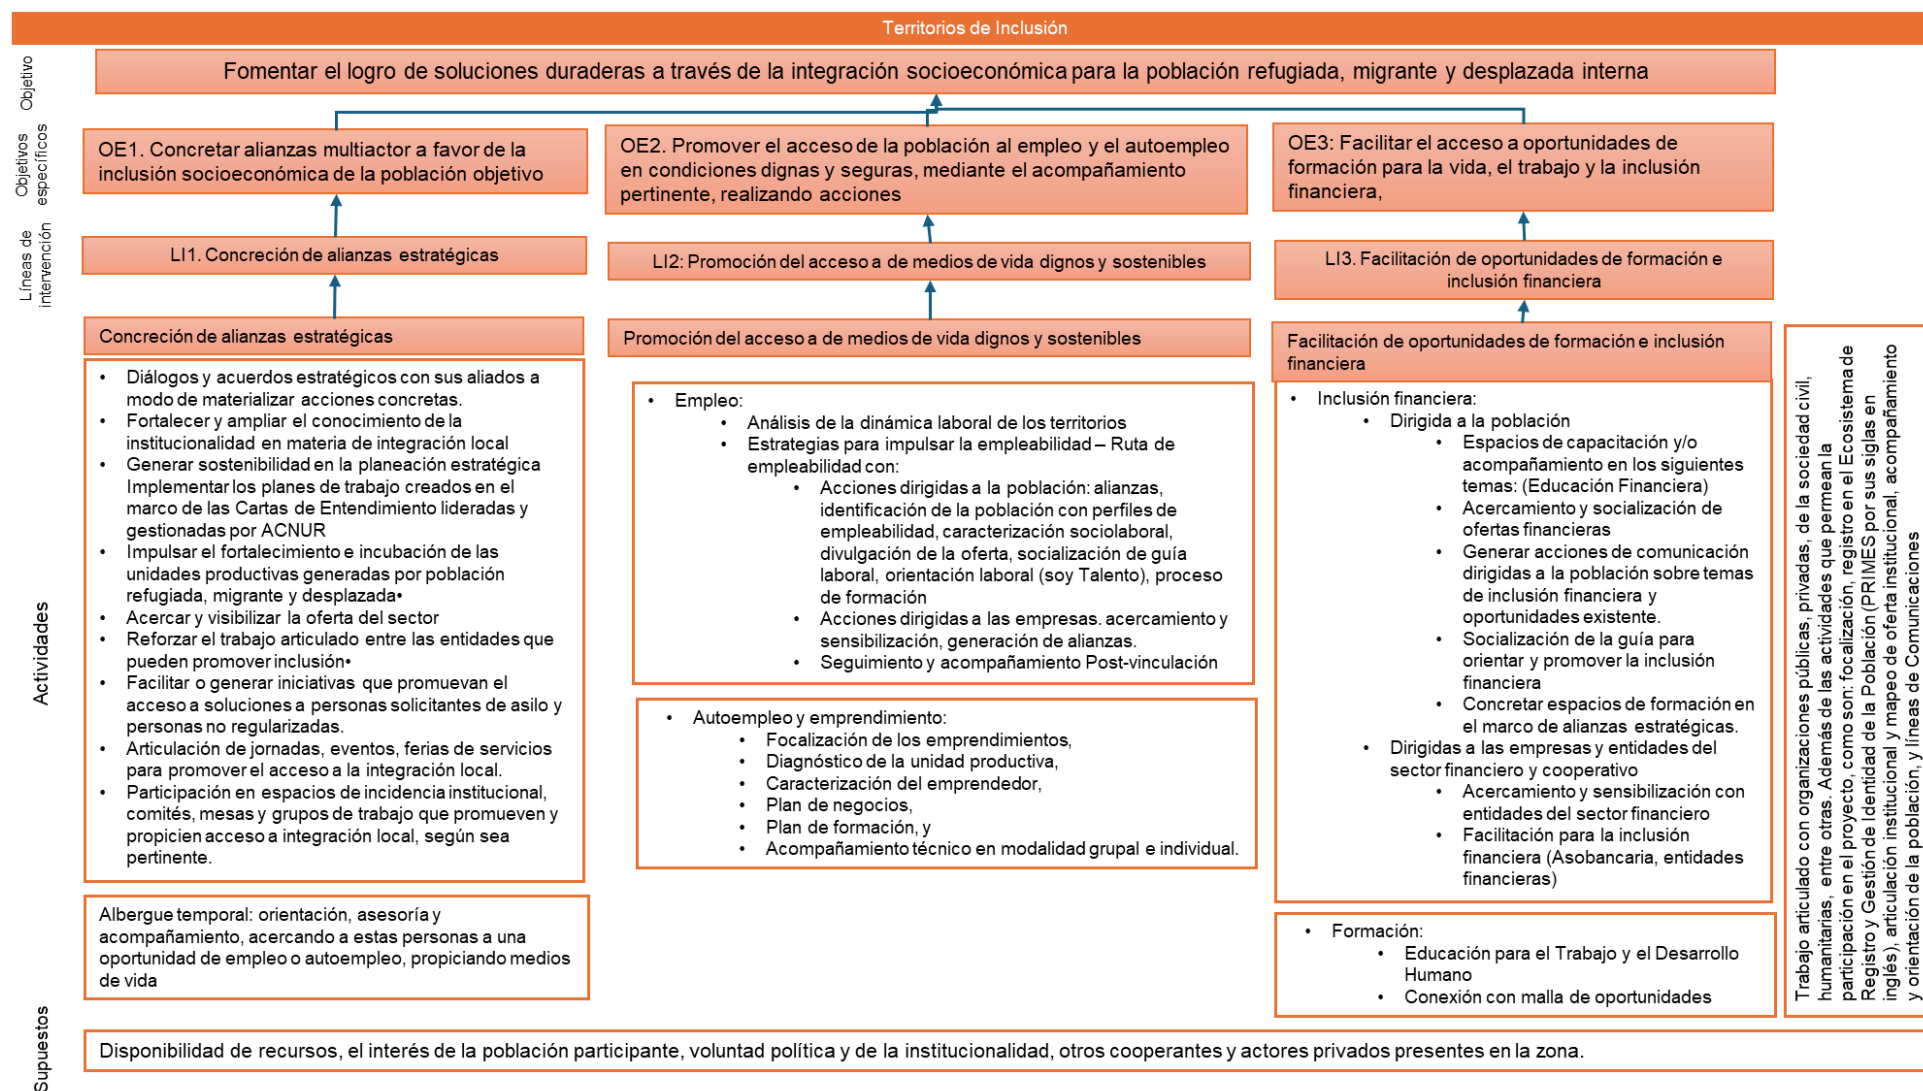 Territorios de Inclusión
Objetivo
Fomentar el logro de soluciones duraderas a través de la integración socioeconómica para la población refugiada, migrante y desplazada interna
Objetivos
específicos
OE1. Concretar alianzas multiactor a favor de la
inclusión socioeconómica de la población objetivo
OE2. Promover el acceso de la población al empleo y el autoempleo
en condiciones dignas y seguras, mediante el acompañamiento
pertinente, realizando acciones
OE3: Facilitar el acceso a oportunidades de
formación para la vida, el trabajo y la inclusión
financiera,
Líneas de
intervención
LI1. Concreción de alianzas estratégicas
LI2: Promoción del acceso a de medios de vida dignos y sostenibles
LI3. Facilitación de oportunidades de formación e
inclusión financiera
Actividades
Concreción de alianzas estratégicas
• Diálogos y acuerdos estratégicos con sus aliados a
modo de materializar acciones concretas.
• Fortalecer y ampliar el conocimiento de la
institucionalidad en materia de integración local
• Generar sostenibilidad en la planeación estratégica
Implementar los planes de trabajo creados en el
marco de las Cartas de Entendimiento lideradas y
gestionadas por ACNUR
• Impulsar el fortalecimiento e incubación de las
unidades productivas generadas por población
refugiada, migrante y desplazada•
• Acercar y visibilizar la oferta del sector
• Reforzar el trabajo articulado entre las entidades que
pueden promover inclusión•
• Facilitar o generar iniciativas que promuevan el
acceso a soluciones a personas solicitantes de asilo y
personas no regularizadas.
• Articulación de jornadas, eventos, ferias de servicios
para promover el acceso a la integración local.
• Participación en espacios de incidencia institucional,
comités, mesas y grupos de trabajo que promueven y
propicien acceso a integración local, según sea
pertinente.
Albergue temporal: orientación, asesoría y
acompañamiento, acercando a estas personas a una
oportunidad de empleo o autoempleo, propiciando medios
de vida
Promoción del acceso a de medios de vida dignos y sostenibles
• Empleo:
• Análisis de la dinámica laboral de los territorios
• Estrategias para impulsar la empleabilidad – Ruta de
empleabilidad con:
• Acciones dirigidas a la población: alianzas,
identificación de la población con perfiles de
empleabilidad, caracterización sociolaboral,
divulgación de la oferta, socialización de guía
laboral, orientación laboral (soy Talento), proceso
de formación
• Acciones dirigidas a las empresas. acercamiento y
sensibilización, generación de alianzas.
• Seguimiento y acompañamiento Post-vinculación
• Autoempleo y emprendimiento:
• Focalización de los emprendimientos,
• Diagnóstico de la unidad productiva,
• Caracterización del emprendedor,
• Plan de negocios,
• Plan de formación, y
• Acompañamiento técnico en modalidad grupal e individual.
Facilitación de oportunidades de formación e inclusión
financiera
• Inclusión financiera:
• Dirigida a la población
• Espacios de capacitación y/o
acompañamiento en los siguientes
temas: (Educación Financiera)
• Acercamiento y socialización de
ofertas financieras
• Generar acciones de comunicación
dirigidas a la población sobre temas
de inclusión financiera y
oportunidades existente.
• Socialización de la guía para
orientar y promover la inclusión
financiera
• Concretar espacios de formación en
el marco de alianzas estratégicas.
• Dirigidas a las empresas y entidades del
sector financiero y cooperativo
• Acercamiento y sensibilización con
entidades del sector financiero
• Facilitación para la inclusión
financiera (Asobancaria, entidades
financieras)
• Formación:
• Educación para el Trabajo y el Desarrollo
Humano
• Conexión con malla de oportunidades
Trabajo articulado con organizaciones públicas, privadas, de la sociedad civil,
humanitarias, entre otras. Además de las actividades que permean la
participación en el proyecto, como son: focalización, registro en el Ecosistema de
Registro y Gestión de Identidad de la Población (PRIMES por sus siglas en
inglés), articulación institucional y mapeo de oferta institucional, acompañamiento
y orientación de la población, y líneas de Comunicaciones
Supuestos
Disponibilidad de recursos, el interés de la población participante, voluntad política y de la institucionalidad, otros cooperantes y actores privados presentes en la zona.